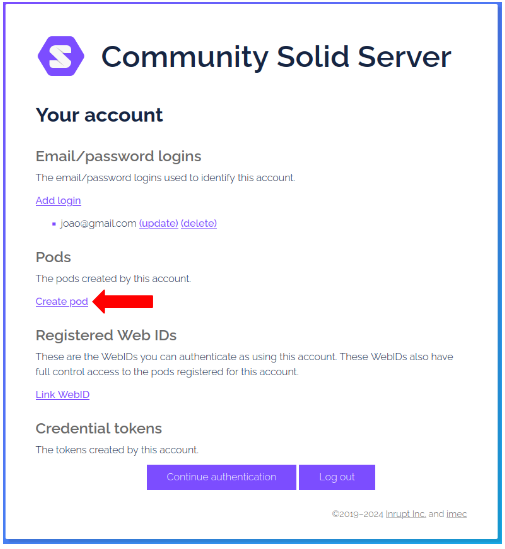 Community Solid Server
Your account
Email/password logins
The email/password logins used to identify this account.
Add login
joao@gmail.com (update) (delete)
Pods
The pods created by this account.
Create pod
Registered Web IDs
These are the WebIDs you can authenticate as using this account. These WebIDs also have
full control access to the pods registered for this account.
Link WebID
Credential tokens
The tokens created by this account.
Continue authentication Log out
©2019–2024 Inrupt Inc. and imec